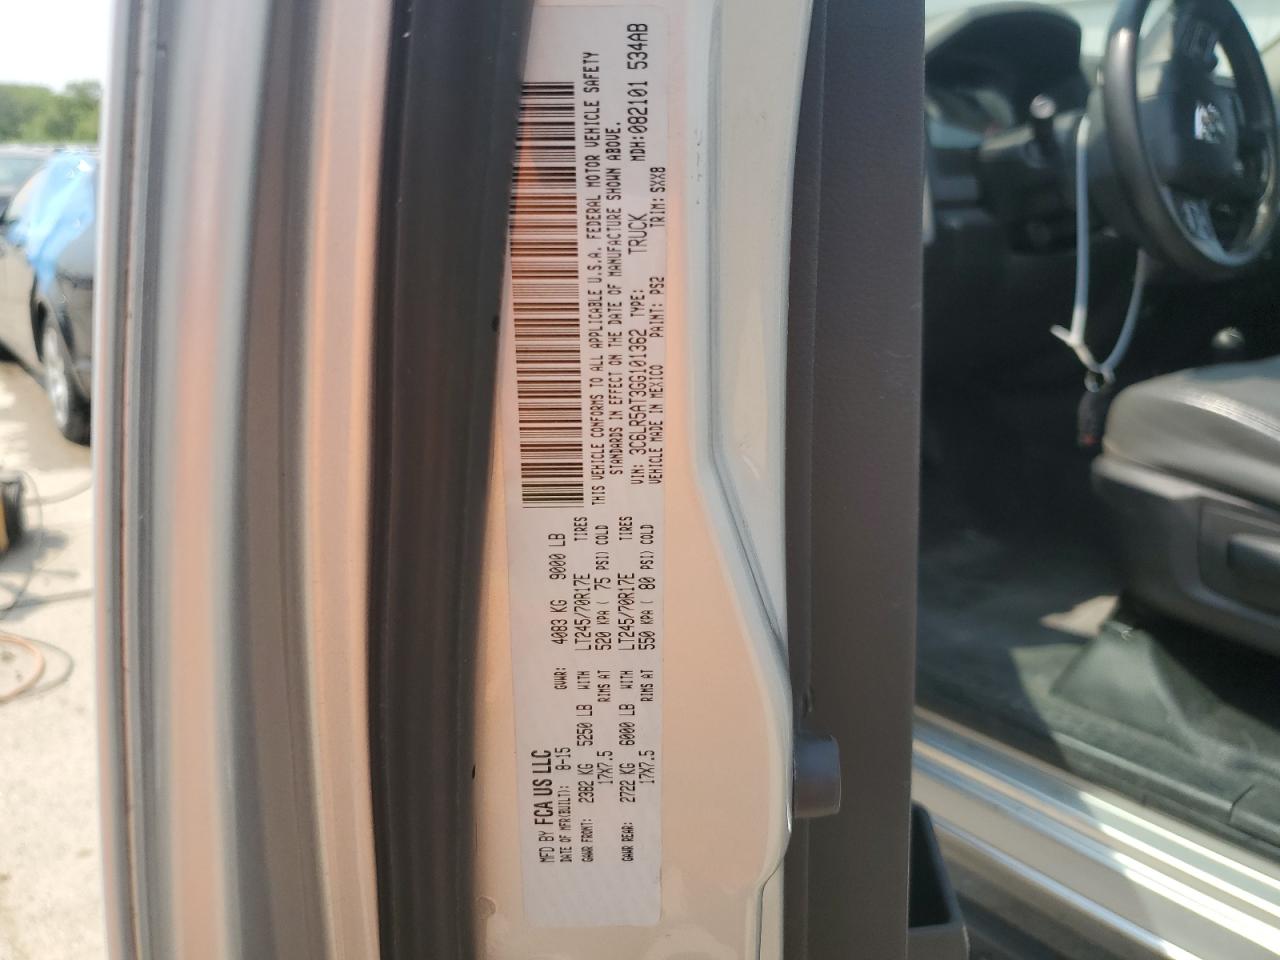 MFD BY FCA US LLC
DATE OF MFR(BUILT): 8-15 GVWR: 4083 KG 9000 LB
GAWR FRONT: 2382 KG 5250 LB WITH LT245/70R17E TIRES
17X7.5 RIMS AT 520 KPA ( 75 PSI) COLD
GAWR REAR: 2722 KG 6000 LB WITH LT245/70R17E TIRES
17X7.5 RIMS AT 550 KPA ( 80 PSI) COLD
THIS VEHICLE CONFORMS TO ALL APPLICABLE U.S.A. FEDERAL MOTOR VEHICLE SAFETY
STANDARDS IN EFFECT ON THE DATE OF MANUFACTURE SHOWN ABOVE.
VIN: 3C6LR5AT3GG101362 TYPE: TRUCK MDH:082101 534AB
VEHICLE MADE IN MEXICO PAINT: PS2 TRIM: SXX8